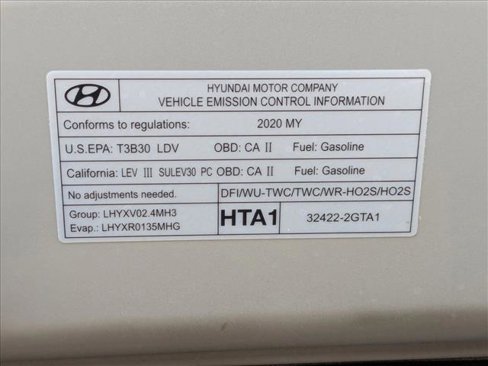 HYUNDAI MOTOR COMPANY
VEHICLE EMISSION CONTROL INFORMATION
Conforms to regulations: 2020 MY
U.S.EPA: T3B30 LDV OBD: CA II Fuel: Gasoline
California: LEV III SULEV30 PC OBD: CA II Fuel: Gasoline
No adjustments needed. DFI/WU-TWC/TWC/WR-HO2S/HO2S
Group: LHYXV02.4MH3
Evap.: LHYXR0135MHG
HTA1 32422-2GTA1